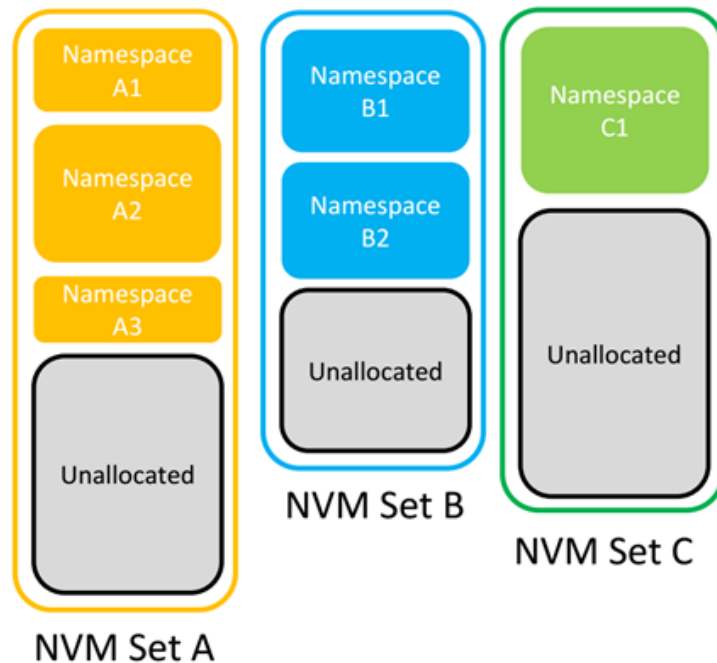 Namespace
A1
Namespace
A2
Namespace
A3
Unallocated
NVM Set A
Namespace
B1
Namespace
B2
Unallocated
NVM Set B
Namespace
C1
Unallocated
NVM Set C